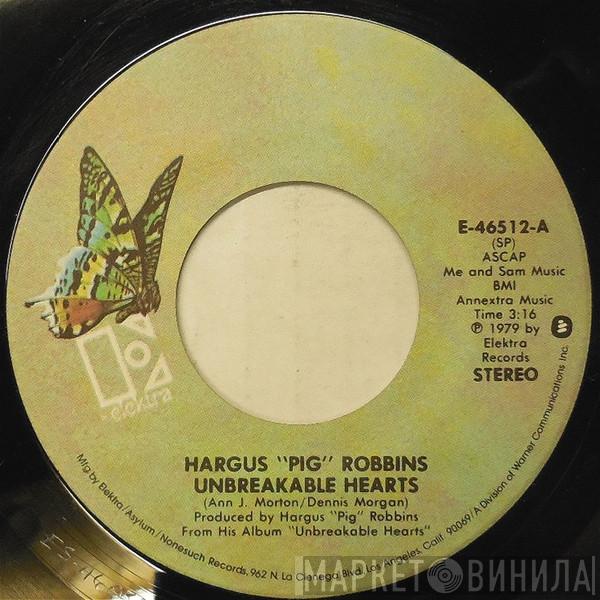 E-46512-A
(SP)
ASCAP
Me and Sam Music
BMI
Annextra Music
Time 3:16
℗ 1979 by
Elektra
Records
STEREO
elektra
HARGUS "PIG" ROBBINS
UNBREAKABLE HEARTS
(Ann J. Morton/Dennis Morgan)
Produced by Hargus "Pig" Robbins
From His Album "Unbreakable Hearts"
Mfg by Elektra/Asylum/Nonesuch Records, 962 N. La Cienega Blvd. Los Angeles, Calif. 90069/A Division of Warner Communications Inc.
МАРКЕТ ВИНИЛА